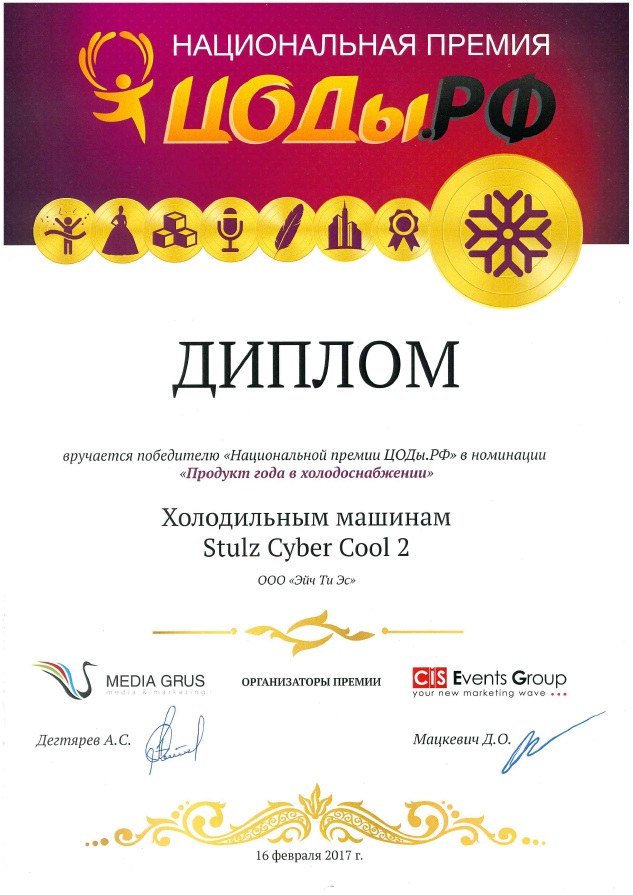 НАЦИОНАЛЬНАЯ ПРЕМИЯ
ЦОДы.РФ
ДИПЛОМ
вручается победителю «Национальной премии ЦОДы.РФ» в номинации
«Продукт года в холодоснабжении»
Холодильным машинам
Stulz Cyber Cool 2
ООО «Эйч Ти Эс»
MEDIA GRUS
media & marketing
ОРГАНИЗАТОРЫ ПРЕМИИ
CIS Events Group
your new marketing wave ...
Дегтярев А.С.
Мацкевич Д.О.
16 февраля 2017 г.